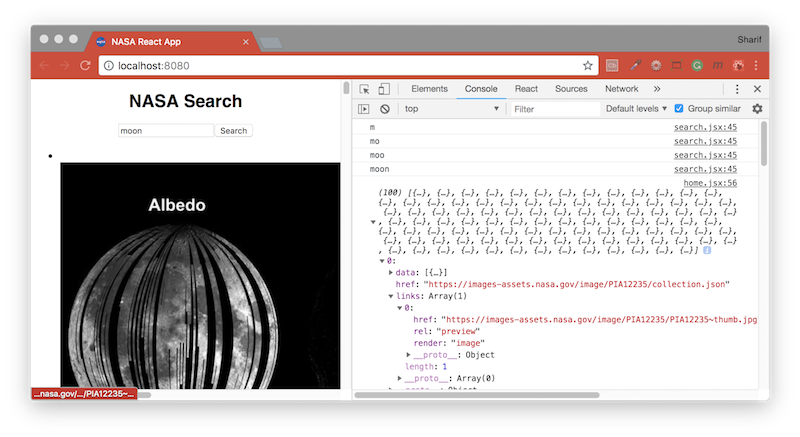 Sharif
NASA React App
localhost:8080
NASA Search
moon Search
Albedo
...nasa.gov/.../PIA12235~...
Elements Console React Sources Network
top Filter Default levels Group similar
m search.jsx:45
mo search.jsx:45
moo search.jsx:45
moon search.jsx:45
home.jsx:56
(100) [{…}, {…}, {…}, {…}, {…}, {…}, {…}, {…}, {…}, {…}, {…}, {…}, {…},
{…}, {…}, {…}, {…}, {…}, {…}, {…}, {…}, {…}, {…}, {…}, {…}, {…}, {…},
{…}, {…}, {…}, {…}, {…}, {…}, {…}, {…}, {…}, {…}, {…}, {…}, {…}, {…}
, {…}, {…}, {…}, {…}, {…}, {…}, {…}, {…}, {…}, {…}, {…}, {…}, {…}, {…},
{…}, {…}, {…}, {…}, {…}, {…}, {…}, {…}, {…}, {…}, {…}, {…}, {…}, {…},
{…}, {…}, {…}, {…}, {…}, {…}, {…}, {…}, {…}, {…}, {…}, {…}, {…}, {…}
, {…}, {…}, {…}, {…}, {…}, {…}, {…}, {…}, {…}, {…}, {…}, {…}, {…}] i
0:
data: [{…}]
href: "https://images-assets.nasa.gov/image/PIA12235/collection.json"
links: Array(1)
0:
href: "https://images-assets.nasa.gov/image/PIA12235/PIA12235~thumb.jpg
rel: "preview"
render: "image"
__proto__: Object
length: 1
__proto__: Array(0)
__proto__: Object